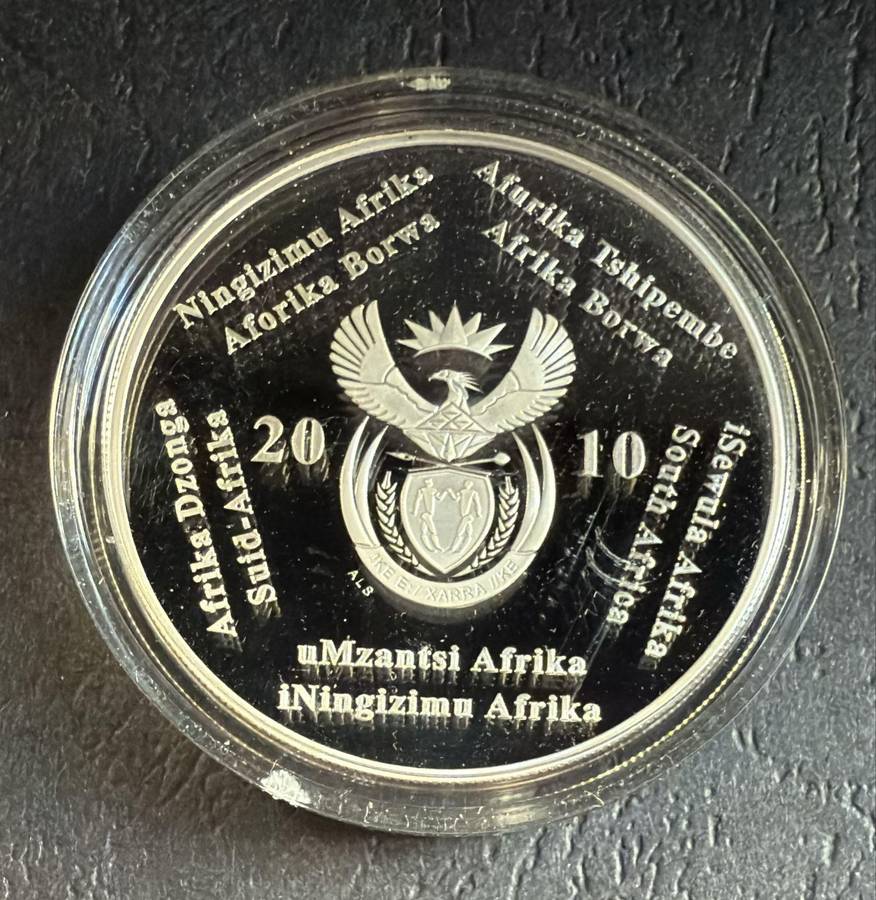 Ningizimu Afrika
Aforika Borwa
Afurika Tshipembe
Afrika Borwa
iSewula Afrika
South Africa
uMzantsi Afrika
iNingizimu Afrika
Afrika Dzonga
Suid-Afrika
20 10
!KE E:/XARRA //KE
ALS